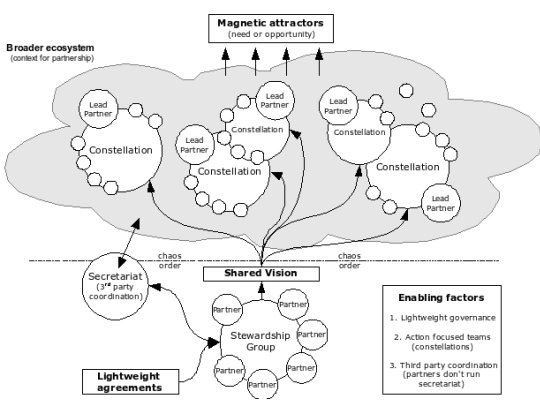 Magnetic attractors
(need or opportunity)
Broader ecosystem
(context for partnership)
Lead
Partner
Constellation
Lead
Partner
Constellation
Lead
Partner
Constellation
Lead
Partner
Constellation
Constellation
Lead
Partner
chaos
order
chaos
order
Shared Vision
Secretariat
(3rd party
coordination)
Partner
Partner
Partner
Partner
Partner
Partner
Partner
Stewardship
Group
Lightweight
agreements
Enabling factors
1. Lightweight governance
2. Action focused teams
(constellations)
3. Third party coordination
(partners don't run
secretariat)